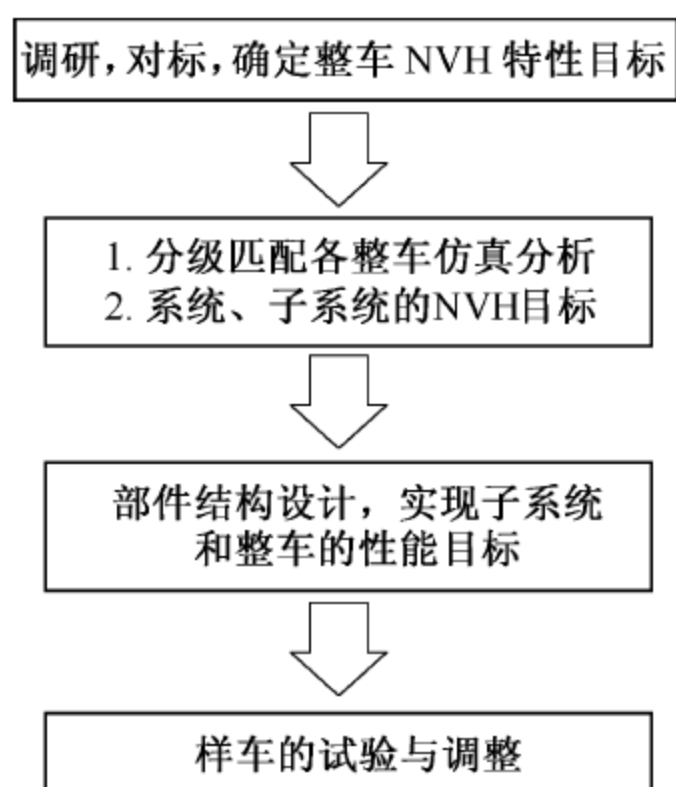 调研，对标，确定整车 NVH 特性目标
1. 分级匹配各整车仿真分析
2. 系统、子系统的NVH目标
部件结构设计，实现子系统
和整车的性能目标
样车的试验与调整